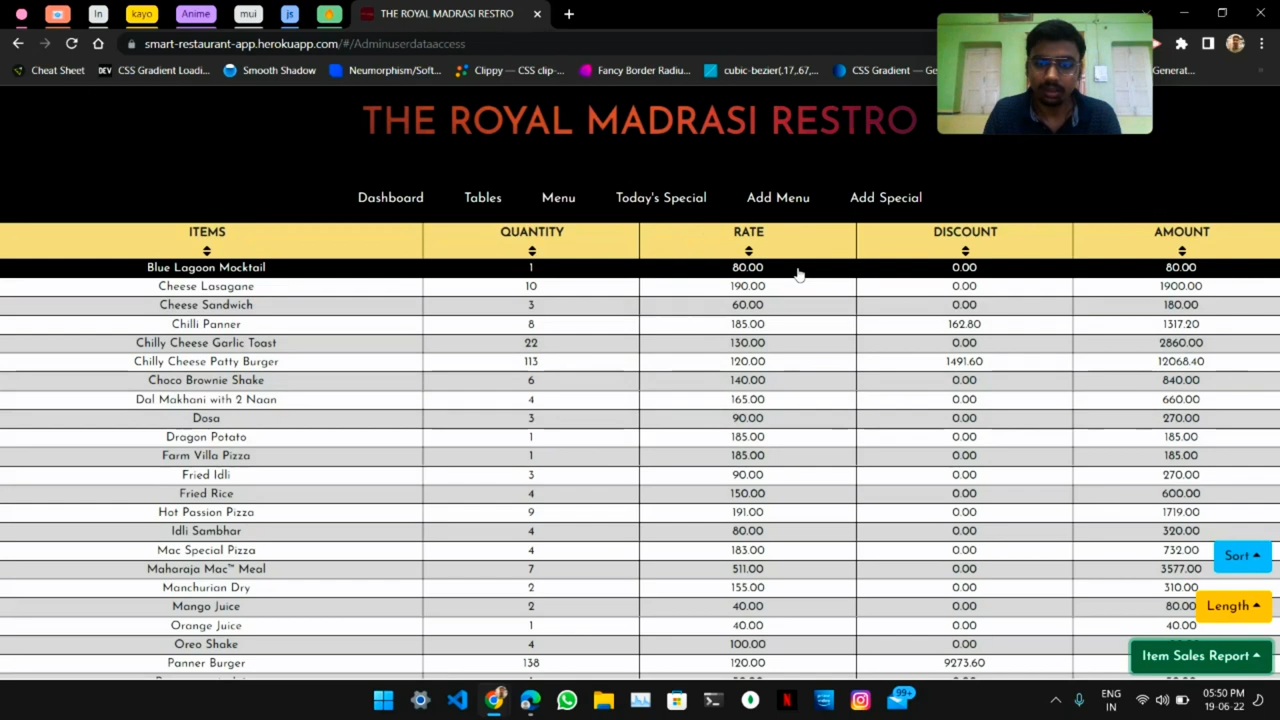 In
kayo
Anime
mui
js
THE ROYAL MADRASI RESTRO
smart-restaurant-app.herokuapp.com/#/Adminuserdataaccess
Cheat Sheet
DEV CSS Gradient Loadi...
Smooth Shadow
Neumorphism/Soft...
Clippy — CSS clip-...
Fancy Border Radiu...
cubic-bezier(.17,.67,...
CSS Gradient — Ge
Generat...
THE ROYAL MADRASI RESTRO
Dashboard Tables Menu Today's Special Add Menu Add Special
ITEMS QUANTITY RATE DISCOUNT AMOUNT
Blue Lagoon Mocktail 1 80.00 0.00 80.00
Cheese Lasagane 10 190.00 0.00 1900.00
Cheese Sandwich 3 60.00 0.00 180.00
Chilli Panner 8 185.00 162.80 1317.20
Chilly Cheese Garlic Toast 22 130.00 0.00 2860.00
Chilly Cheese Patty Burger 113 120.00 1491.60 12068.40
Choco Brownie Shake 6 140.00 0.00 840.00
Dal Makhani with 2 Naan 4 165.00 0.00 660.00
Dosa 3 90.00 0.00 270.00
Dragon Potato 1 185.00 0.00 185.00
Farm Villa Pizza 1 185.00 0.00 185.00
Fried Idli 3 90.00 0.00 270.00
Fried Rice 4 150.00 0.00 600.00
Hot Passion Pizza 9 191.00 0.00 1719.00
Idli Sambhar 4 80.00 0.00 320.00
Mac Special Pizza 4 183.00 0.00 732.00
Maharaja Mac™ Meal 7 511.00 0.00 3577.00
Manchurian Dry 2 155.00 0.00 310.00
Mango Juice 2 40.00 0.00 80.00
Orange Juice 1 40.00 0.00 40.00
Oreo Shake 4 100.00 0.00
Panner Burger 138 120.00 9273.60
Sort
Length
Item Sales Report
99+
ENG
IN
05:50 PM
19-06-22